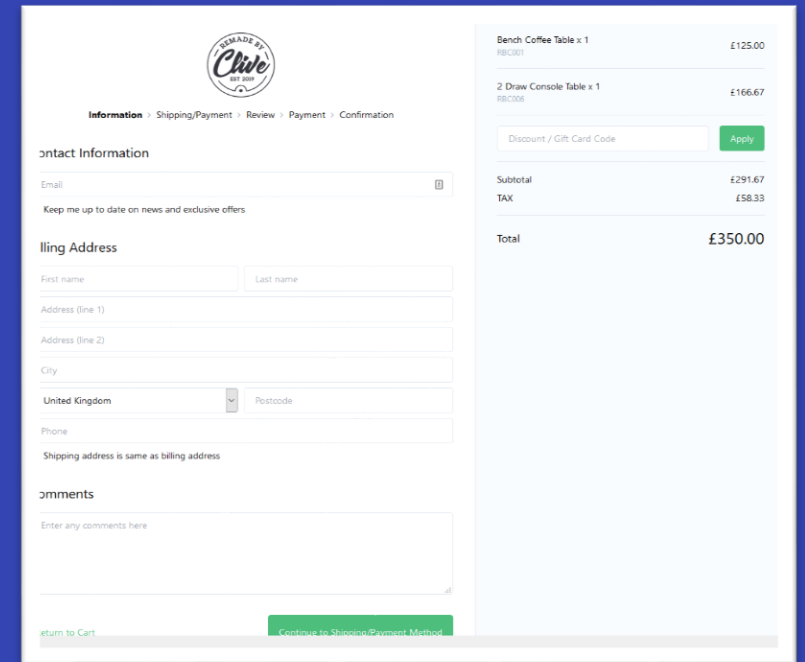 REMADE BY
Clive
EST 2019
Information > Shipping/Payment > Review > Payment > Confirmation
ontact Information
Email
Keep me up to date on news and exclusive offers
lling Address
First name
Last name
Address (line 1)
Address (line 2)
City
United Kingdom
Postcode
Phone
Shipping address is same as billing address
omments
Enter any comments here
eturn to Cart
Continue to Shipping/Payment Method
Bench Coffee Table x 1
£125.00
RBC001
2 Draw Console Table x 1
£166.67
RBC006
Discount / Gift Card Code
Apply
Subtotal
£291.67
TAX
£58.33
Total
£350.00